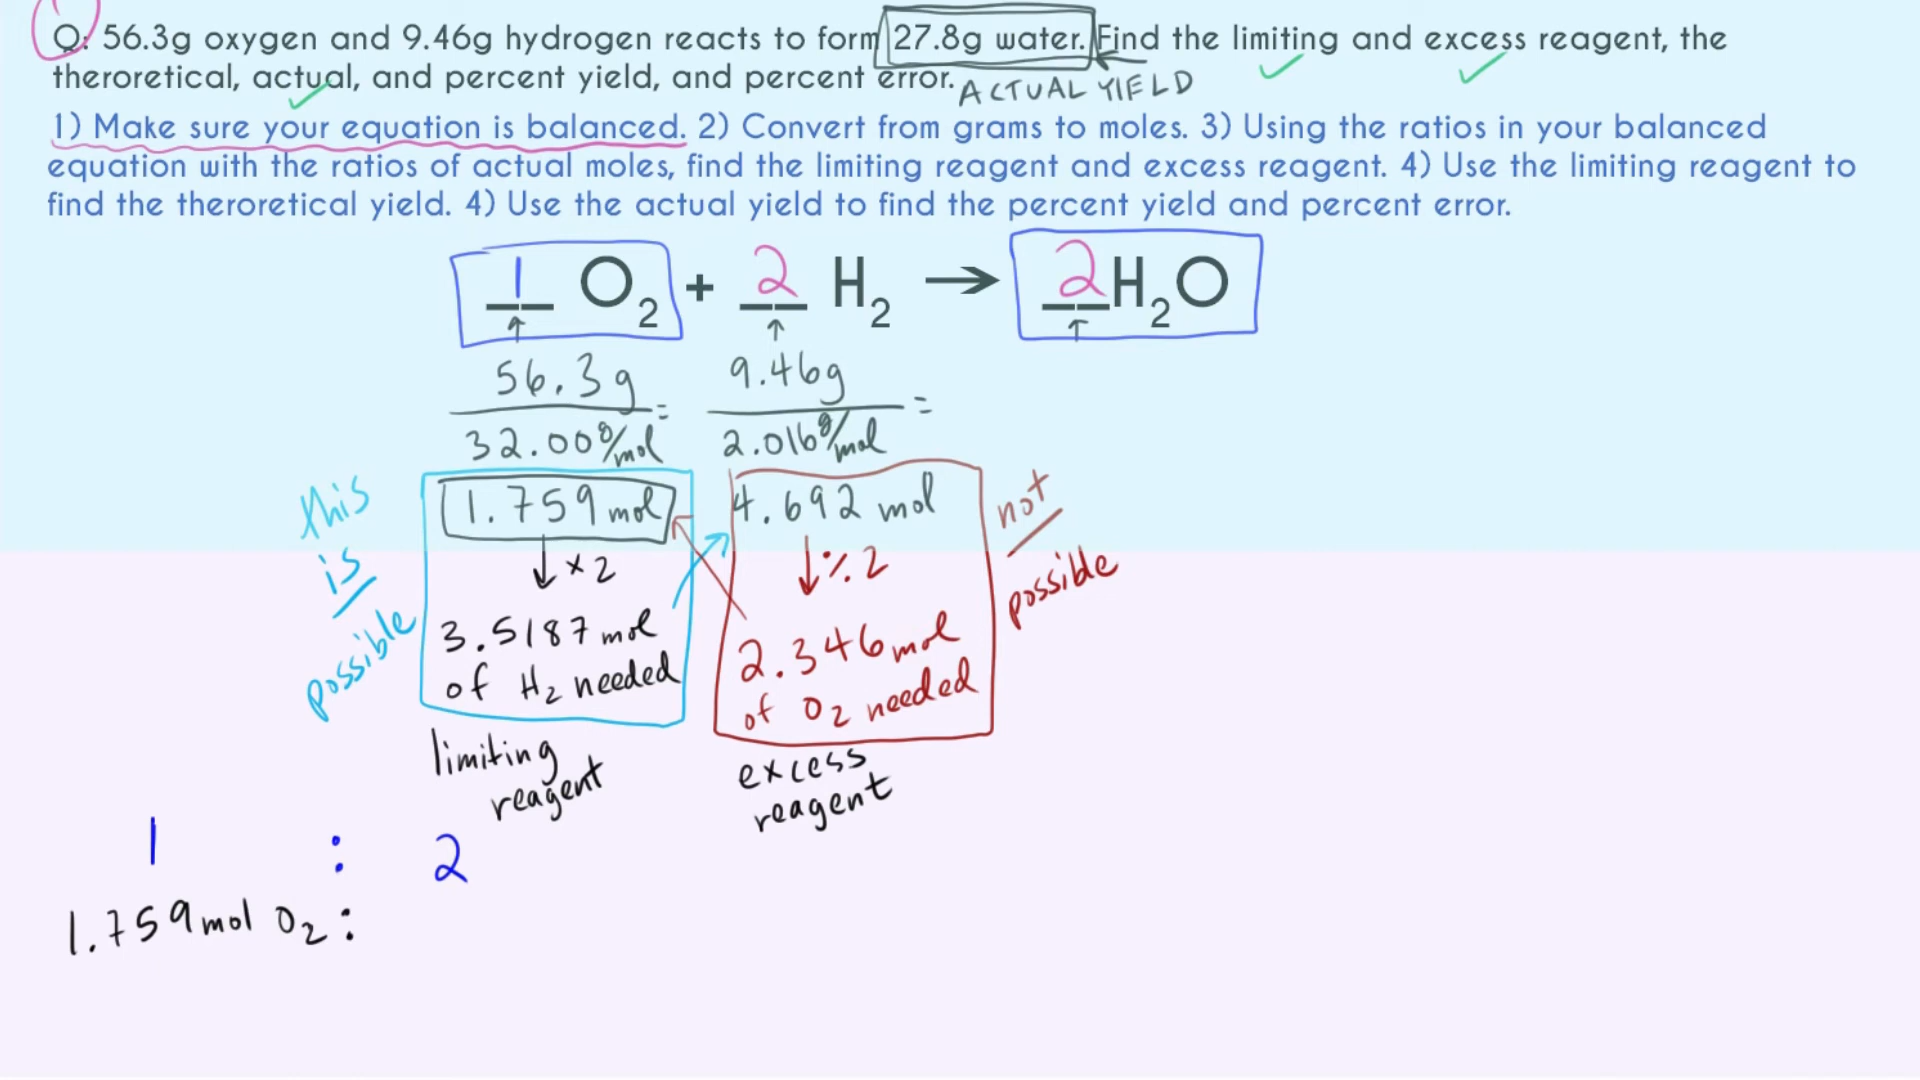 Q: 56.3g oxygen and 9.46g hydrogen reacts to form 27.8g water. Find the limiting and excess reagent, the
theroretical, actual, and percent yield, and percent error. ACTUAL YIELD
1) Make sure your equation is balanced. 2) Convert from grams to moles. 3) Using the ratios in your balanced
equation with the ratios of actual moles, find the limiting reagent and excess reagent. 4) Use the limiting reagent to
find the theroretical yield. 4) Use the actual yield to find the percent yield and percent error.
1 O₂ + 2 H₂ → 2 H₂O
56.3g 9.46g
32.00g/mol = 2.016g/mol =
this 1.759 mol 4.692 mol not
is ↓ × 2 ↓ % 2 possible
possible 3.5187 mol 2.346 mol
of H₂ needed of O₂ needed
limiting excess
reagent reagent
1 : 2
1.759 mol O₂ :